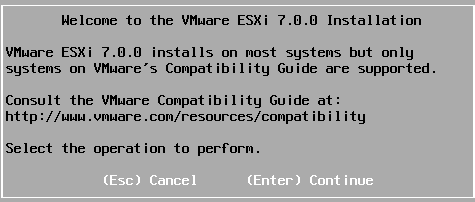 Welcome to the VMware ESXi 7.0.0 Installation
VMware ESXi 7.0.0 installs on most systems but only
systems on VMware's Compatibility Guide are supported.
Consult the VMware Compatibility Guide at:
http://www.vmware.com/resources/compatibility
Select the operation to perform.
(Esc) Cancel (Enter) Continue